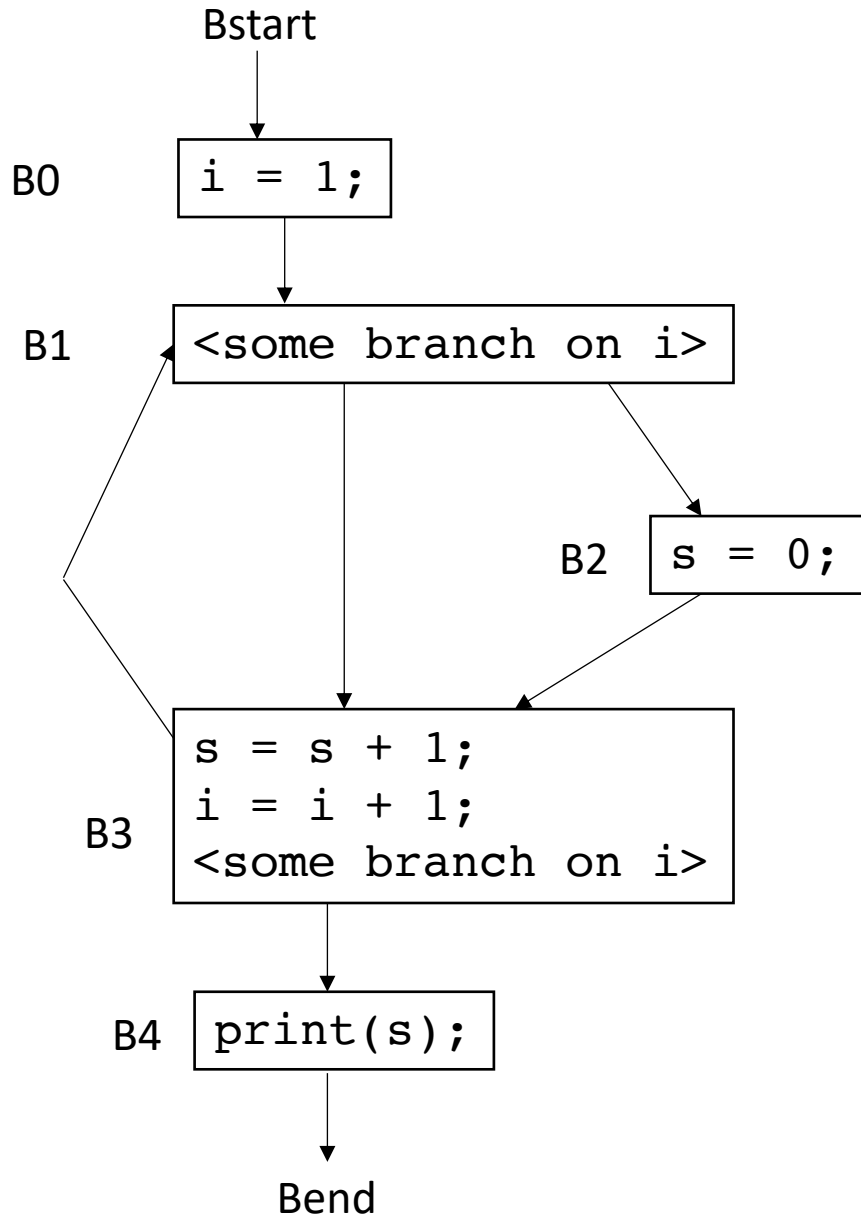 Bstart
B0
i = 1;
B1
<some branch on i>
B2
s = 0;
B3
s = s + 1;
i = i + 1;
<some branch on i>
B4
print(s);
Bend